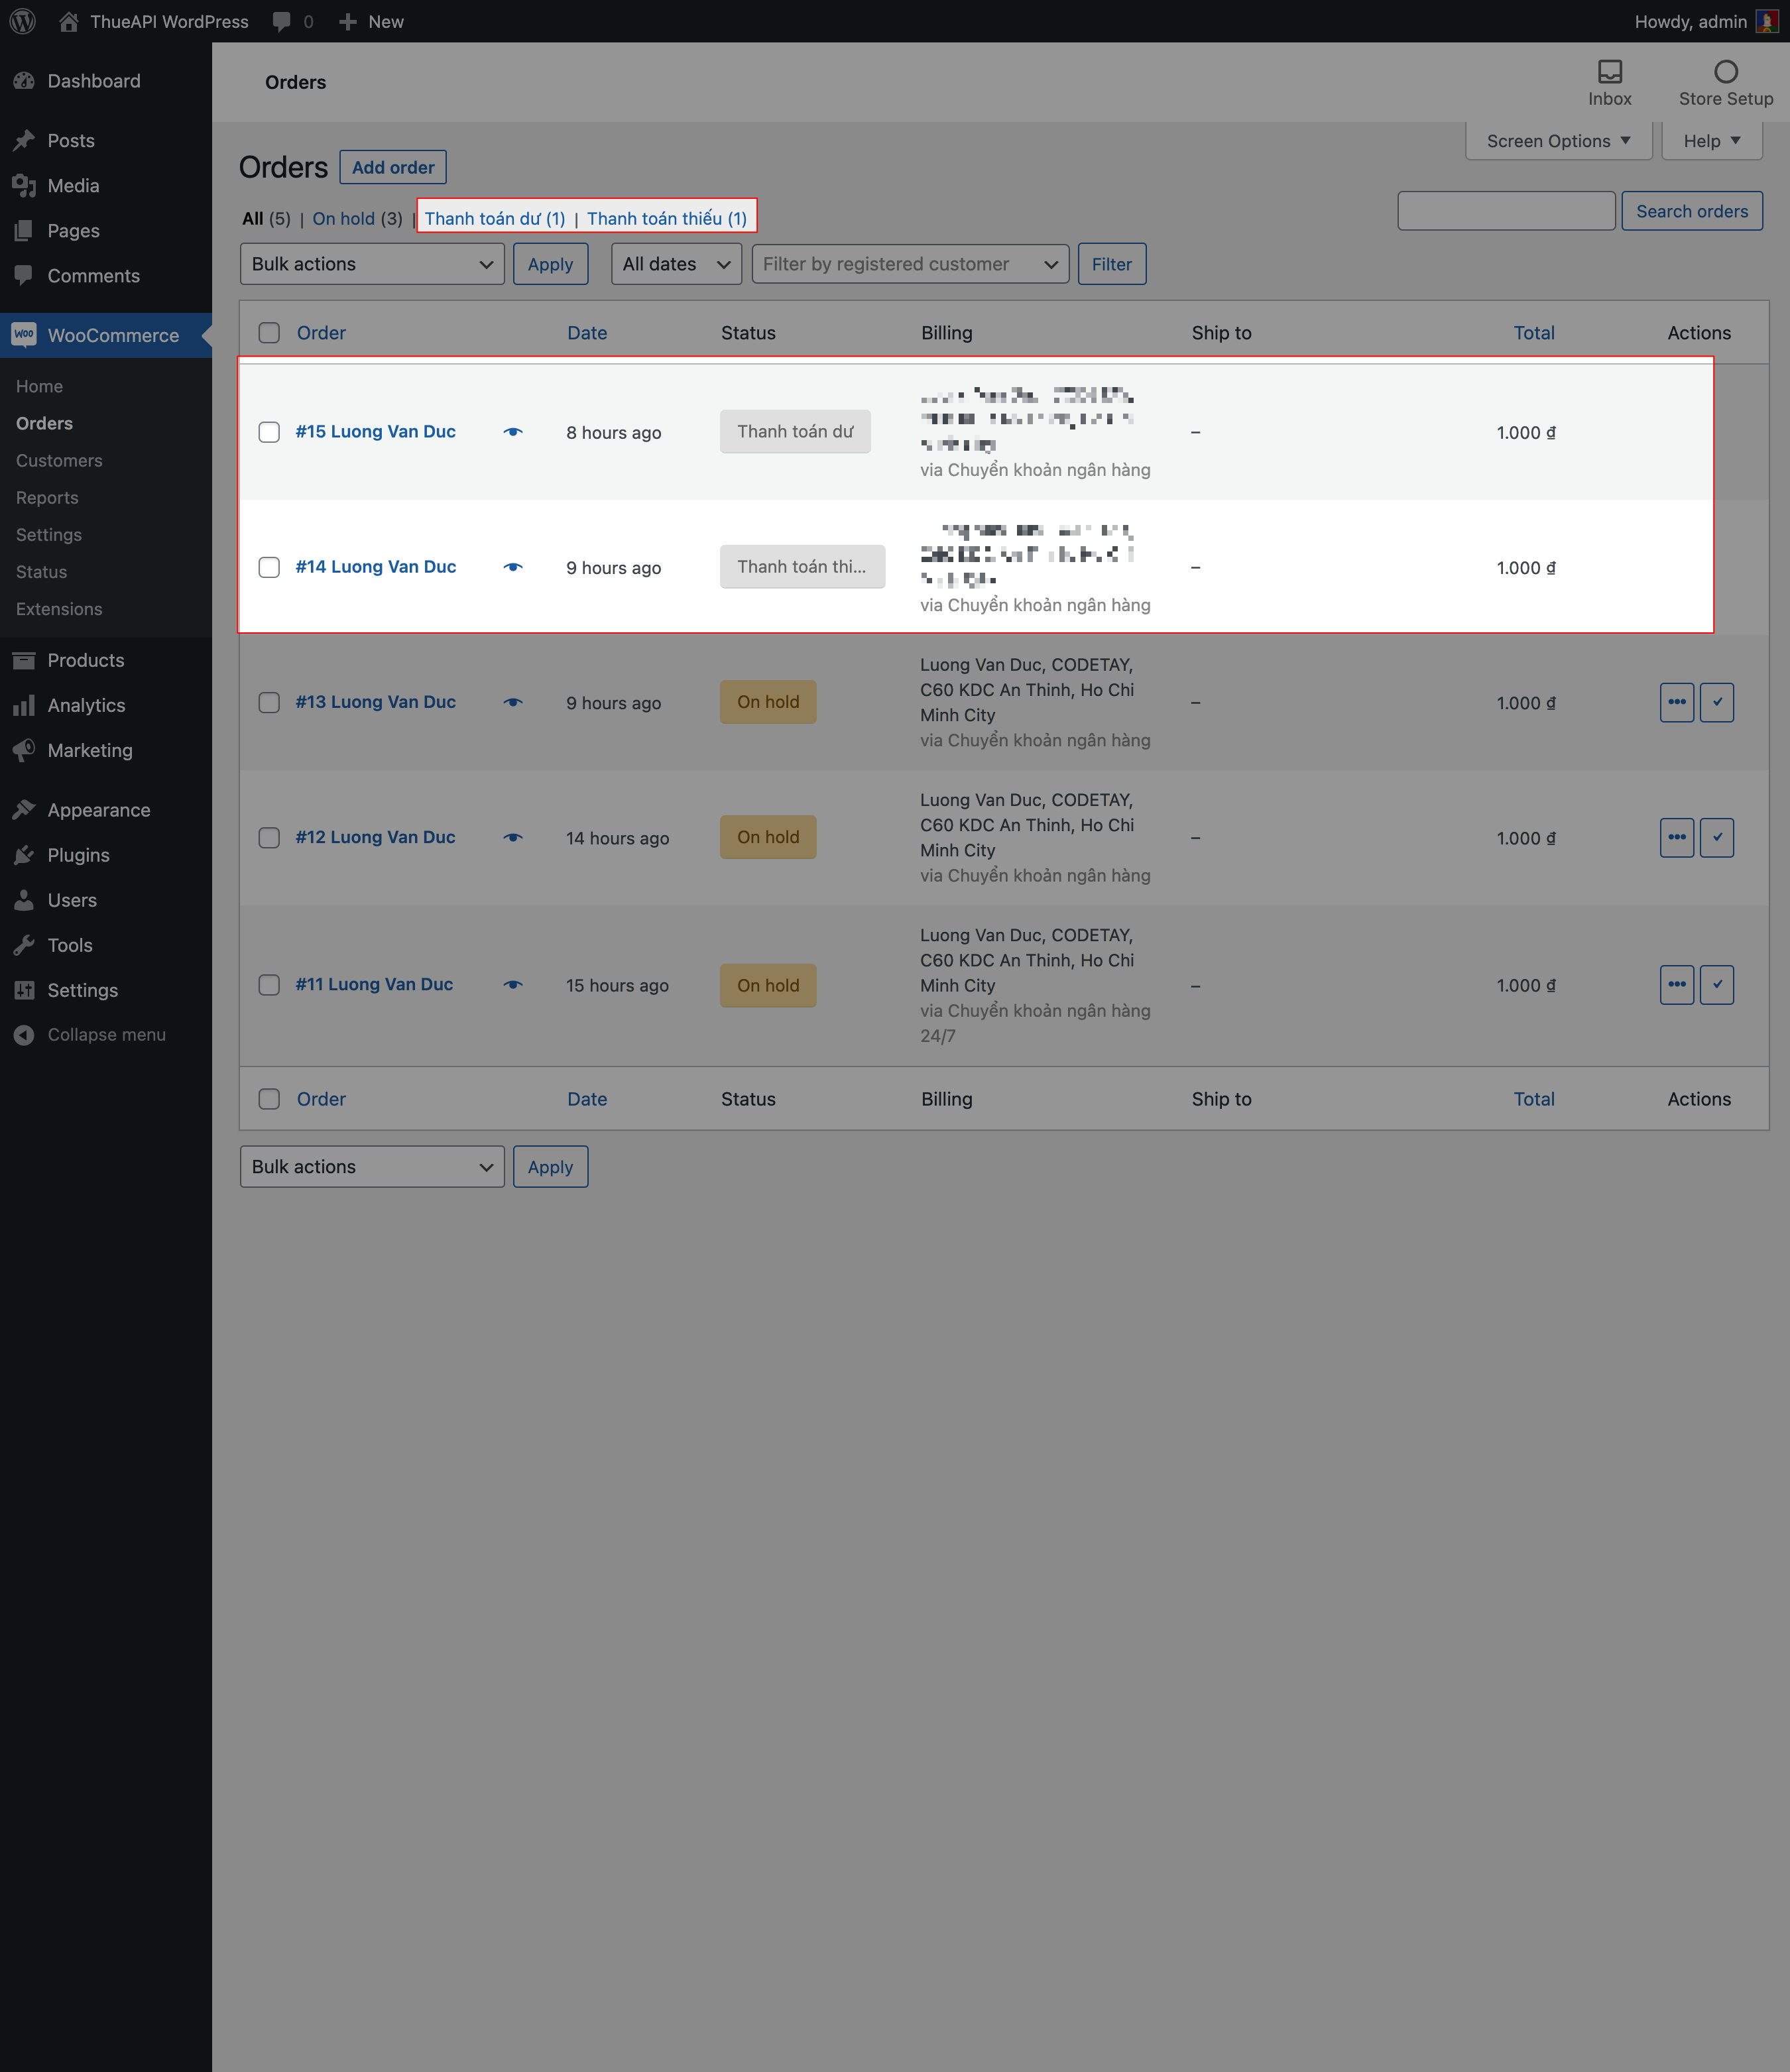 ThueAPI WordPress 0 New Howdy, admin
Dashboard
Posts
Media
Pages
Comments
WooCommerce
Home
Orders
Customers
Reports
Settings
Status
Extensions
Products
Analytics
Marketing
Appearance
Plugins
Users
Tools
Settings
Collapse menu
Orders
Inbox
Store Setup
Screen Options Help
Orders Add order
All (5) | On hold (3) | Thanh toán dư (1) | Thanh toán thiếu (1)
Search orders
Bulk actions Apply All dates Filter by registered customer Filter
Order Date Status Billing Ship to Total Actions
#15 Luong Van Duc 8 hours ago Thanh toán dư – 1.000 ₫
via Chuyển khoản ngân hàng
#14 Luong Van Duc 9 hours ago Thanh toán thi... – 1.000 ₫
via Chuyển khoản ngân hàng
Luong Van Duc, CODETAY,
C60 KDC An Thinh, Ho Chi
#13 Luong Van Duc 9 hours ago On hold – 1.000 ₫
Minh City
via Chuyển khoản ngân hàng
Luong Van Duc, CODETAY,
C60 KDC An Thinh, Ho Chi
#12 Luong Van Duc 14 hours ago On hold – 1.000 ₫
Minh City
via Chuyển khoản ngân hàng
Luong Van Duc, CODETAY,
C60 KDC An Thinh, Ho Chi
#11 Luong Van Duc 15 hours ago On hold Minh City – 1.000 ₫
via Chuyển khoản ngân hàng
24/7
Order Date Status Billing Ship to Total Actions
Bulk actions Apply